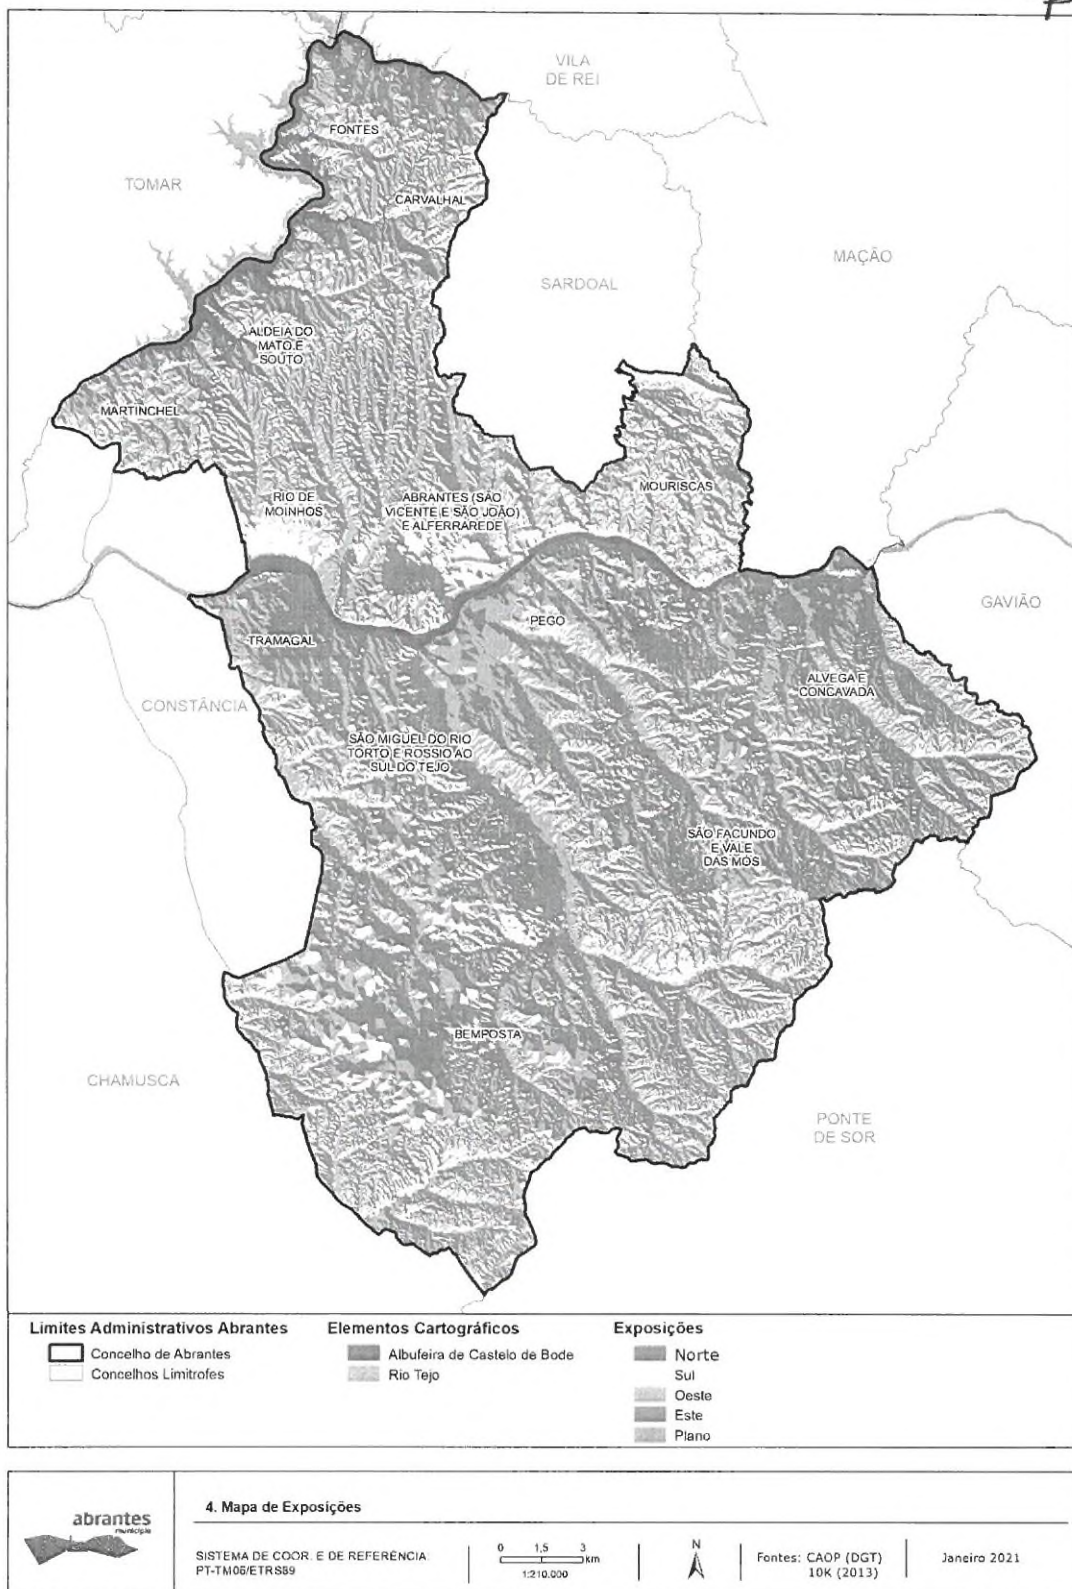 VILA
DE REI
FONTES
TOMAR
CARVALHAL
MAÇÃO
SARDOAL
ALDEIA DO
MATO E
SOUTO
MARTINCHEL
MOURISCAS
RIO DE
MOINHOS
ABRANTES (SÃO
VICENTE E SÃO JOÃO)
E ALFERRAREDE
GAVIÃO
PEGO
TRAMAGAL
ALVEGA E
CONCAVADA
CONSTÂNCIA
SÃO MIGUEL DO RIO
TORTO E ROSSIO AO
SUL DO TEJO
SÃO FACUNDO
E VALE
DAS MÓS
BEMPOSTA
CHAMUSCA
PONTE
DE SOR
Limites Administrativos Abrantes
Concelho de Abrantes
Concelhos Limítrofes
Elementos Cartográficos
Albufeira de Castelo de Bode
Rio Tejo
Exposições
Norte
Sul
Oeste
Este
Plano
abrantes
município
4. Mapa de Exposições
SISTEMA DE COOR. E DE REFERÊNCIA:
PT-TM06/ETRS89
0 1,5 3
km
1:210.000
N
Fontes: CAOP (DGT)
10K (2013)
Janeiro 2021